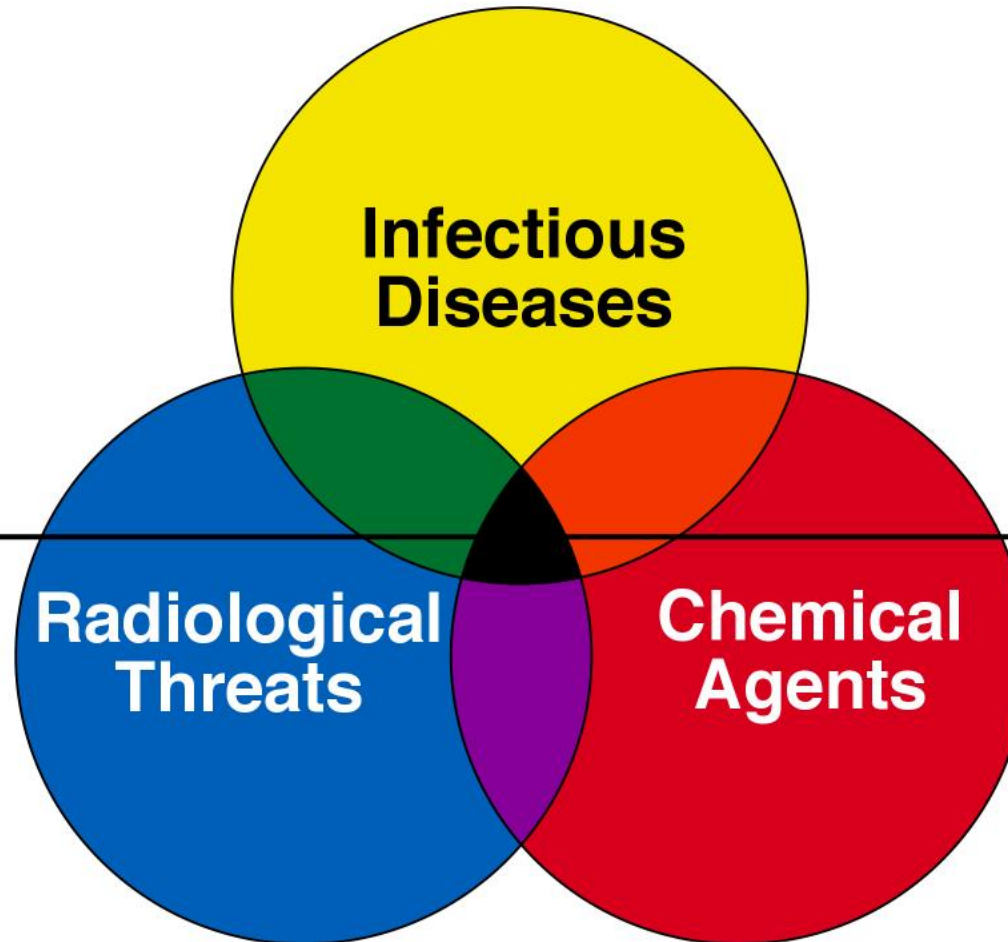 Infectious
Diseases
Radiological
Threats
Chemical
Agents